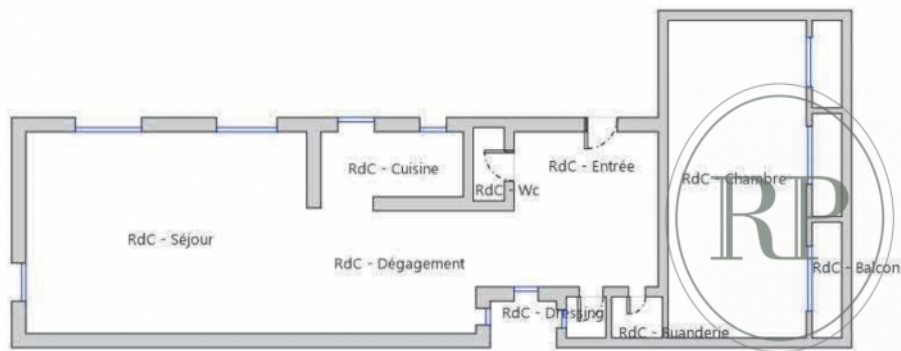 RdC - Cuisine
RdC - Entrée
RdC - Wc
RdC - Chambre
RP
RdC - Séjour
RdC - Dégagement
RdC - Balcon
RdC - Dressing
RdC - Buanderie